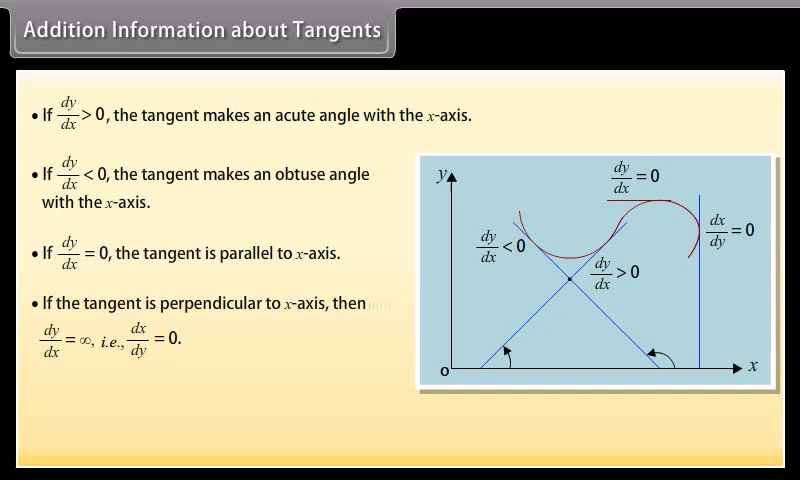 Addition Information about Tangents
• If dy/dx > 0, the tangent makes an acute angle with the x-axis.
• If dy/dx < 0, the tangent makes an obtuse angle
with the x-axis.
• If dy/dx = 0, the tangent is parallel to x-axis.
• If the tangent is perpendicular to x-axis, then
dy/dx = ∞, i.e., dx/dy = 0.
y
dy/dx = 0
dx/dy = 0
dy/dx < 0
dy/dx > 0
O
x